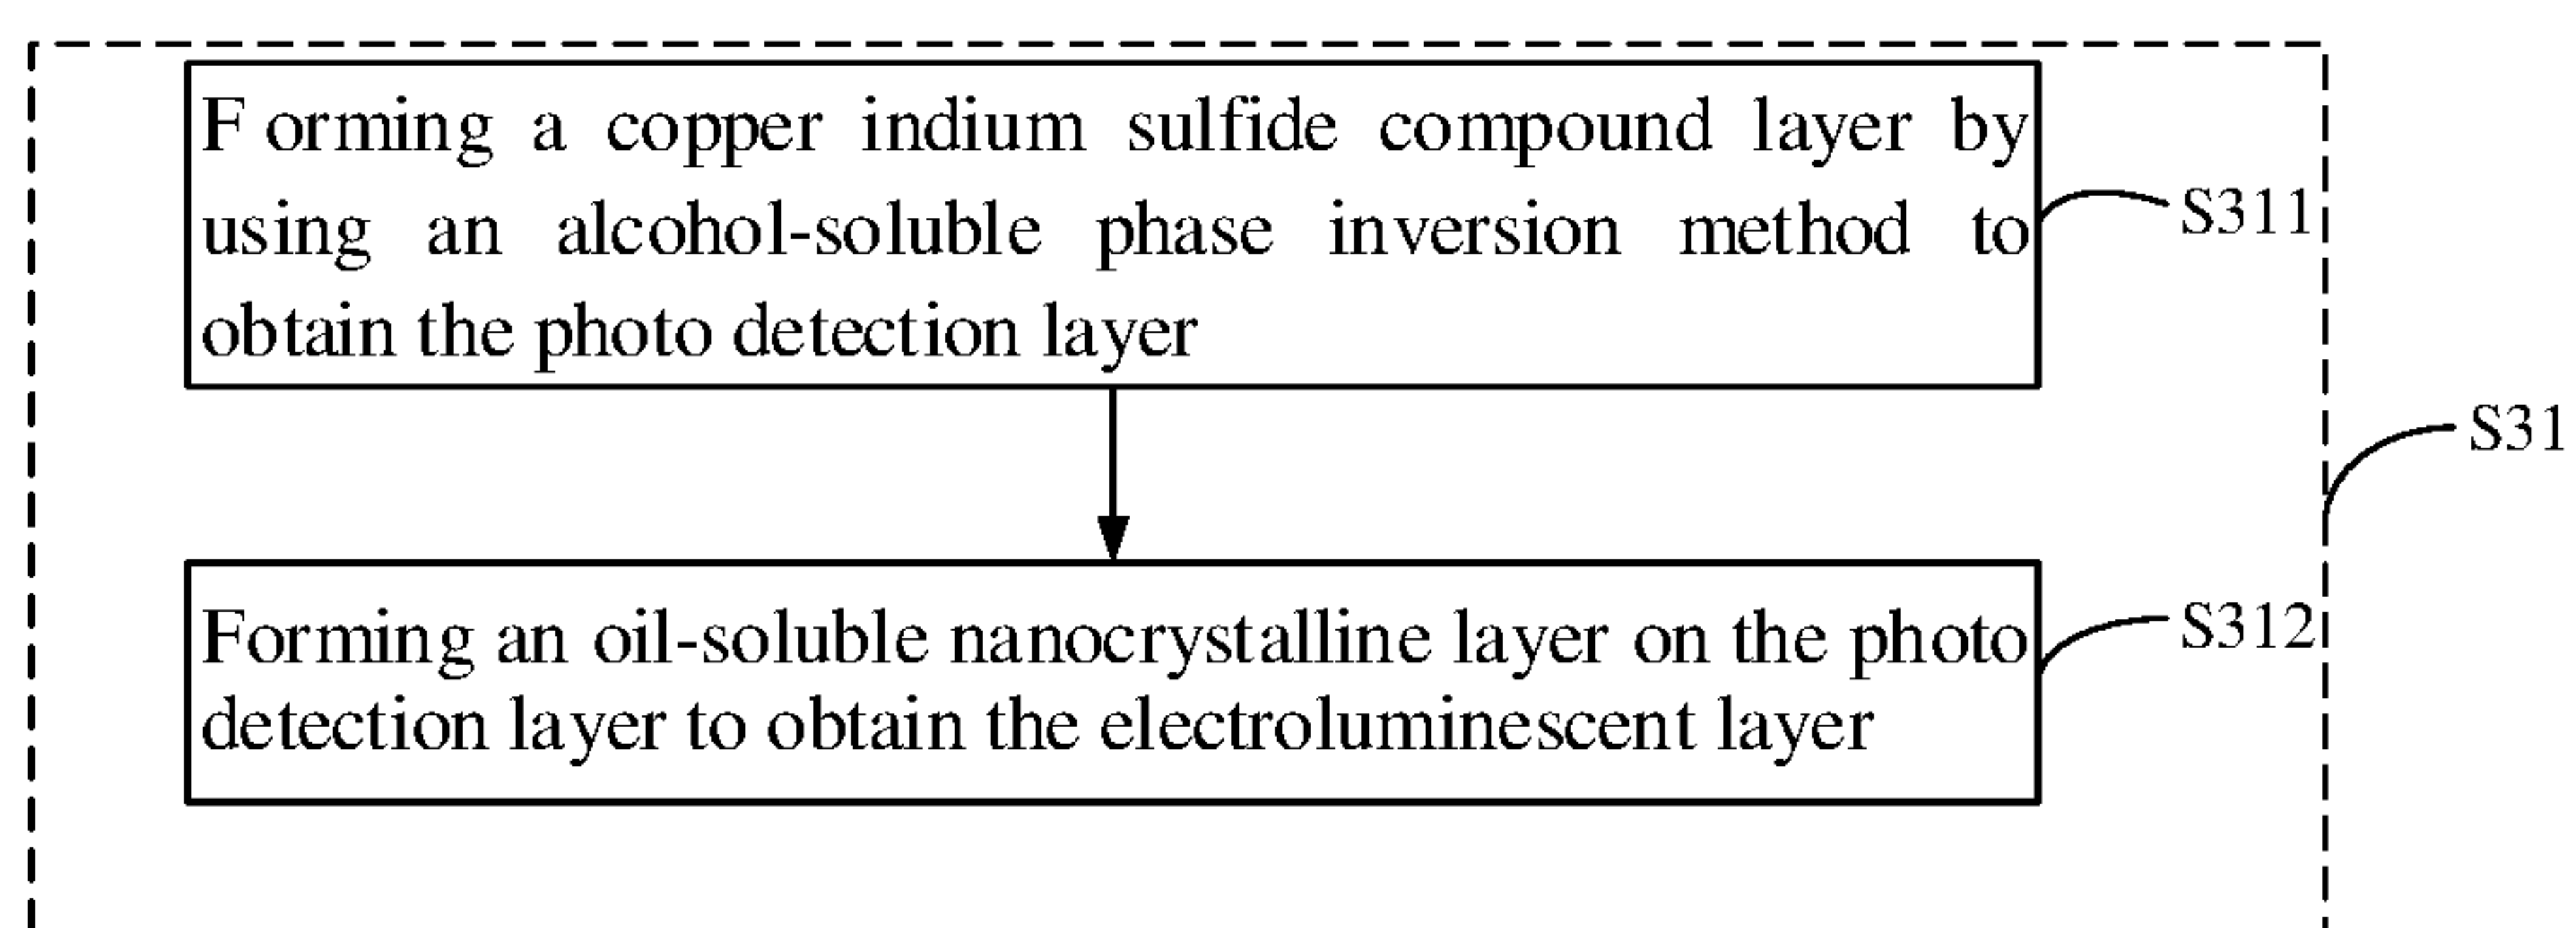 Forming a copper indium sulfide compound layer by
using an alcohol-soluble phase inversion method to
obtain the photo detection layer
S311
S31
Forming an oil-soluble nanocrystalline layer on the photo
detection layer to obtain the electroluminescent layer
S312